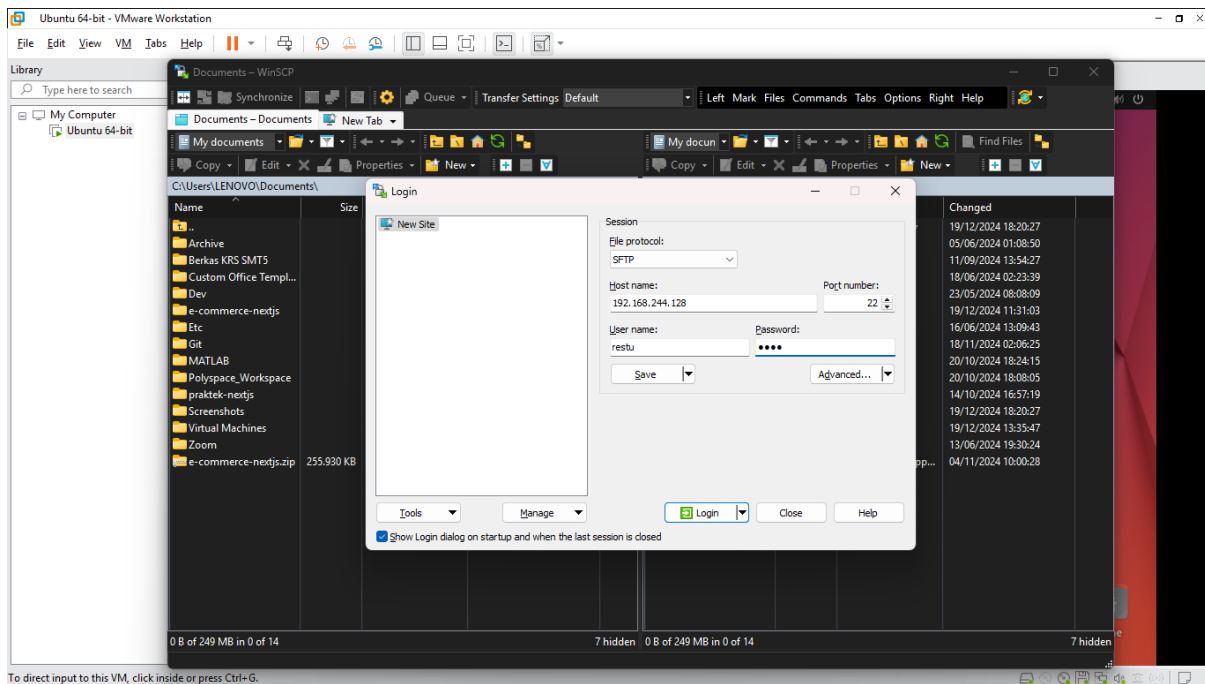 Ubuntu 64-bit - VMware Workstation
File Edit View VM Tabs Help
Library
Type here to search
My Computer
Ubuntu 64-bit
Documents – WinSCP
Synchronize Queue Transfer Settings Default Left Mark Files Commands Tabs Options Right Help
Documents – Documents New Tab
My documents My docun Find Files
Copy Edit Properties New Copy Edit Properties New
C:\Users\LENOVO\Documents\
Name Size Changed
.. 19/12/2024 18:20:27
Archive 05/06/2024 01:08:50
Berkas KRS SMT5 11/09/2024 13:54:27
Custom Office Templ... 18/06/2024 02:23:39
Dev 23/05/2024 08:08:09
e-commerce-nextjs 19/12/2024 11:31:03
Etc 16/06/2024 13:09:43
Git 18/11/2024 02:06:25
MATLAB 20/10/2024 18:24:15
Polyspace_Workspace 20/10/2024 18:08:05
praktek-nextjs 14/10/2024 16:57:19
Screenshots 19/12/2024 18:20:27
Virtual Machines 19/12/2024 13:35:47
Zoom 13/06/2024 19:30:24
e-commerce-nextjs.zip 255.930 KB pp... 04/11/2024 10:00:28
Login
New Site
Session
File protocol:
SFTP
Host name: Port number:
192.168.244.128 22
User name: Password:
restu ••••
Save Advanced...
Tools Manage Login Close Help
Show Login dialog on startup and when the last session is closed
0 B of 249 MB in 0 of 14 7 hidden 0 B of 249 MB in 0 of 14 7 hidden
To direct input to this VM, click inside or press Ctrl+G.